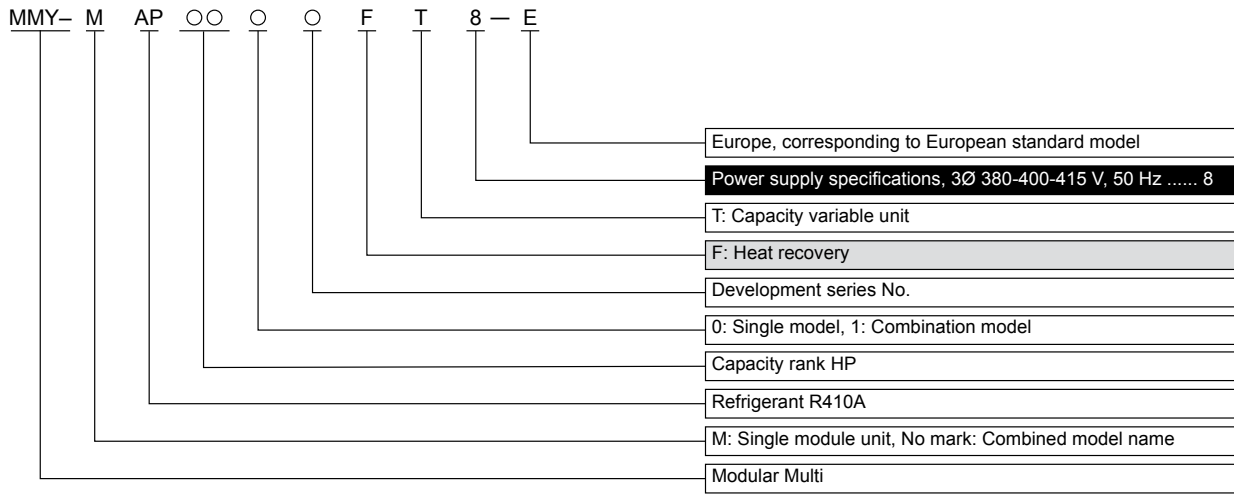 MMY– M AP ○○ ○ ○ F T 8 — E
Europe, corresponding to European standard model
Power supply specifications, 3Ø 380-400-415 V, 50 Hz ...... 8
T: Capacity variable unit
F: Heat recovery
Development series No.
0: Single model, 1: Combination model
Capacity rank HP
Refrigerant R410A
M: Single module unit, No mark: Combined model name
Modular Multi